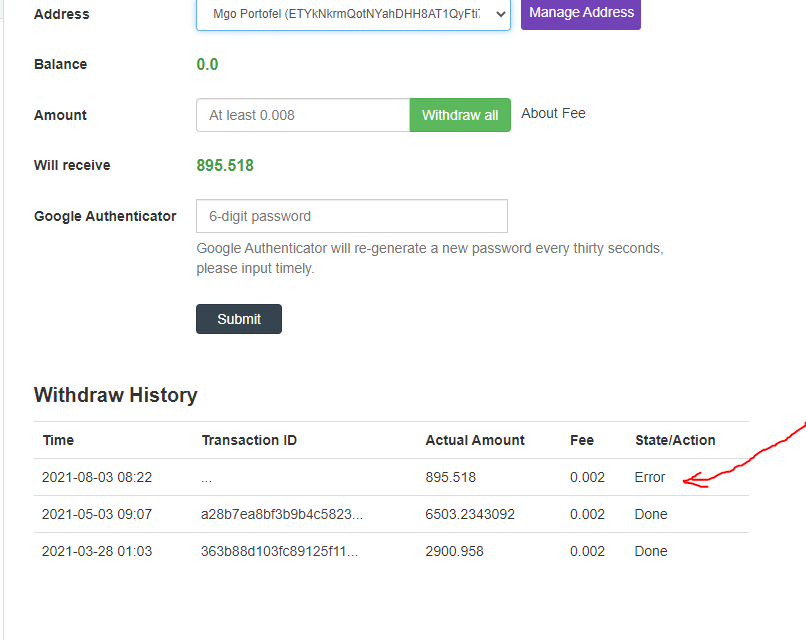 Address Mgo Portofel (ETYkNkrmQotNYahDHH8AT1QyFti Manage Address
Balance 0.0
Amount At least 0.008 Withdraw all About Fee
Will receive 895.518
Google Authenticator 6-digit password
Google Authenticator will re-generate a new password every thirty seconds,
please input timely.
Submit
Withdraw History
Time Transaction ID Actual Amount Fee State/Action
2021-08-03 08:22 ... 895.518 0.002 Error
2021-05-03 09:07 a28b7ea8bf3b9b4c5823... 6503.2343092 0.002 Done
2021-03-28 01:03 363b88d103fc89125f11... 2900.958 0.002 Done